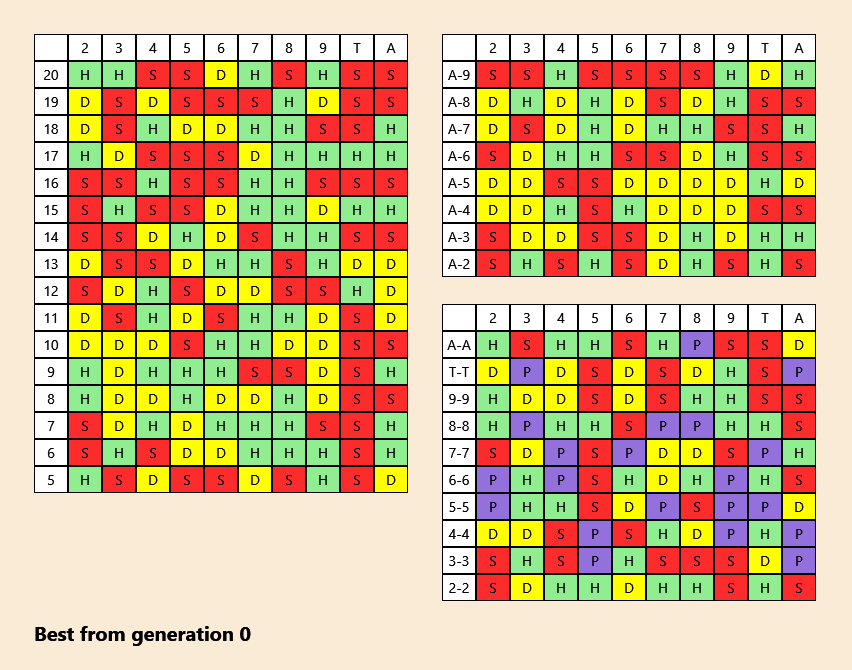 2 3 4 5 6 7 8 9 T A
20 H H S S D H S H S S
19 D S D S S S H D S S
18 D S H D D H H S S H
17 H D S S S D H H H H
16 S S H S S H H S S S
15 S H S S D H H D H H
14 S S D H D S H H S S
13 D S S D H H S H D D
12 S D H S D D S S H D
11 D S H D S H H D S D
10 D D D S H H D D S S
9 H D H H H S S D S H
8 H D D H D D H D S S
7 S D H D H H H S S H
6 S H S D D H H H S H
5 H S D S S D S H S D
2 3 4 5 6 7 8 9 T A
A-9 S S H S S S S H D H
A-8 D H D H D S D H S S
A-7 D S D H D H H S S H
A-6 S D H H S S D H S S
A-5 D D S S D D D D H D
A-4 D D H S H D D D S S
A-3 S D D S S D H D H H
A-2 S H S H S D H S H S
2 3 4 5 6 7 8 9 T A
A-A H S H H S H P S S D
T-T D P D S D S D H S P
9-9 H D D S D S H H S S
8-8 H P H H S P P H H S
7-7 S D P S P D D S P H
6-6 P H P S H D H P H S
5-5 P H H S D P S P P D
4-4 D D S P S H D P H P
3-3 S H S P H S S S D P
2-2 S D H H D H H S H S
Best from generation 0